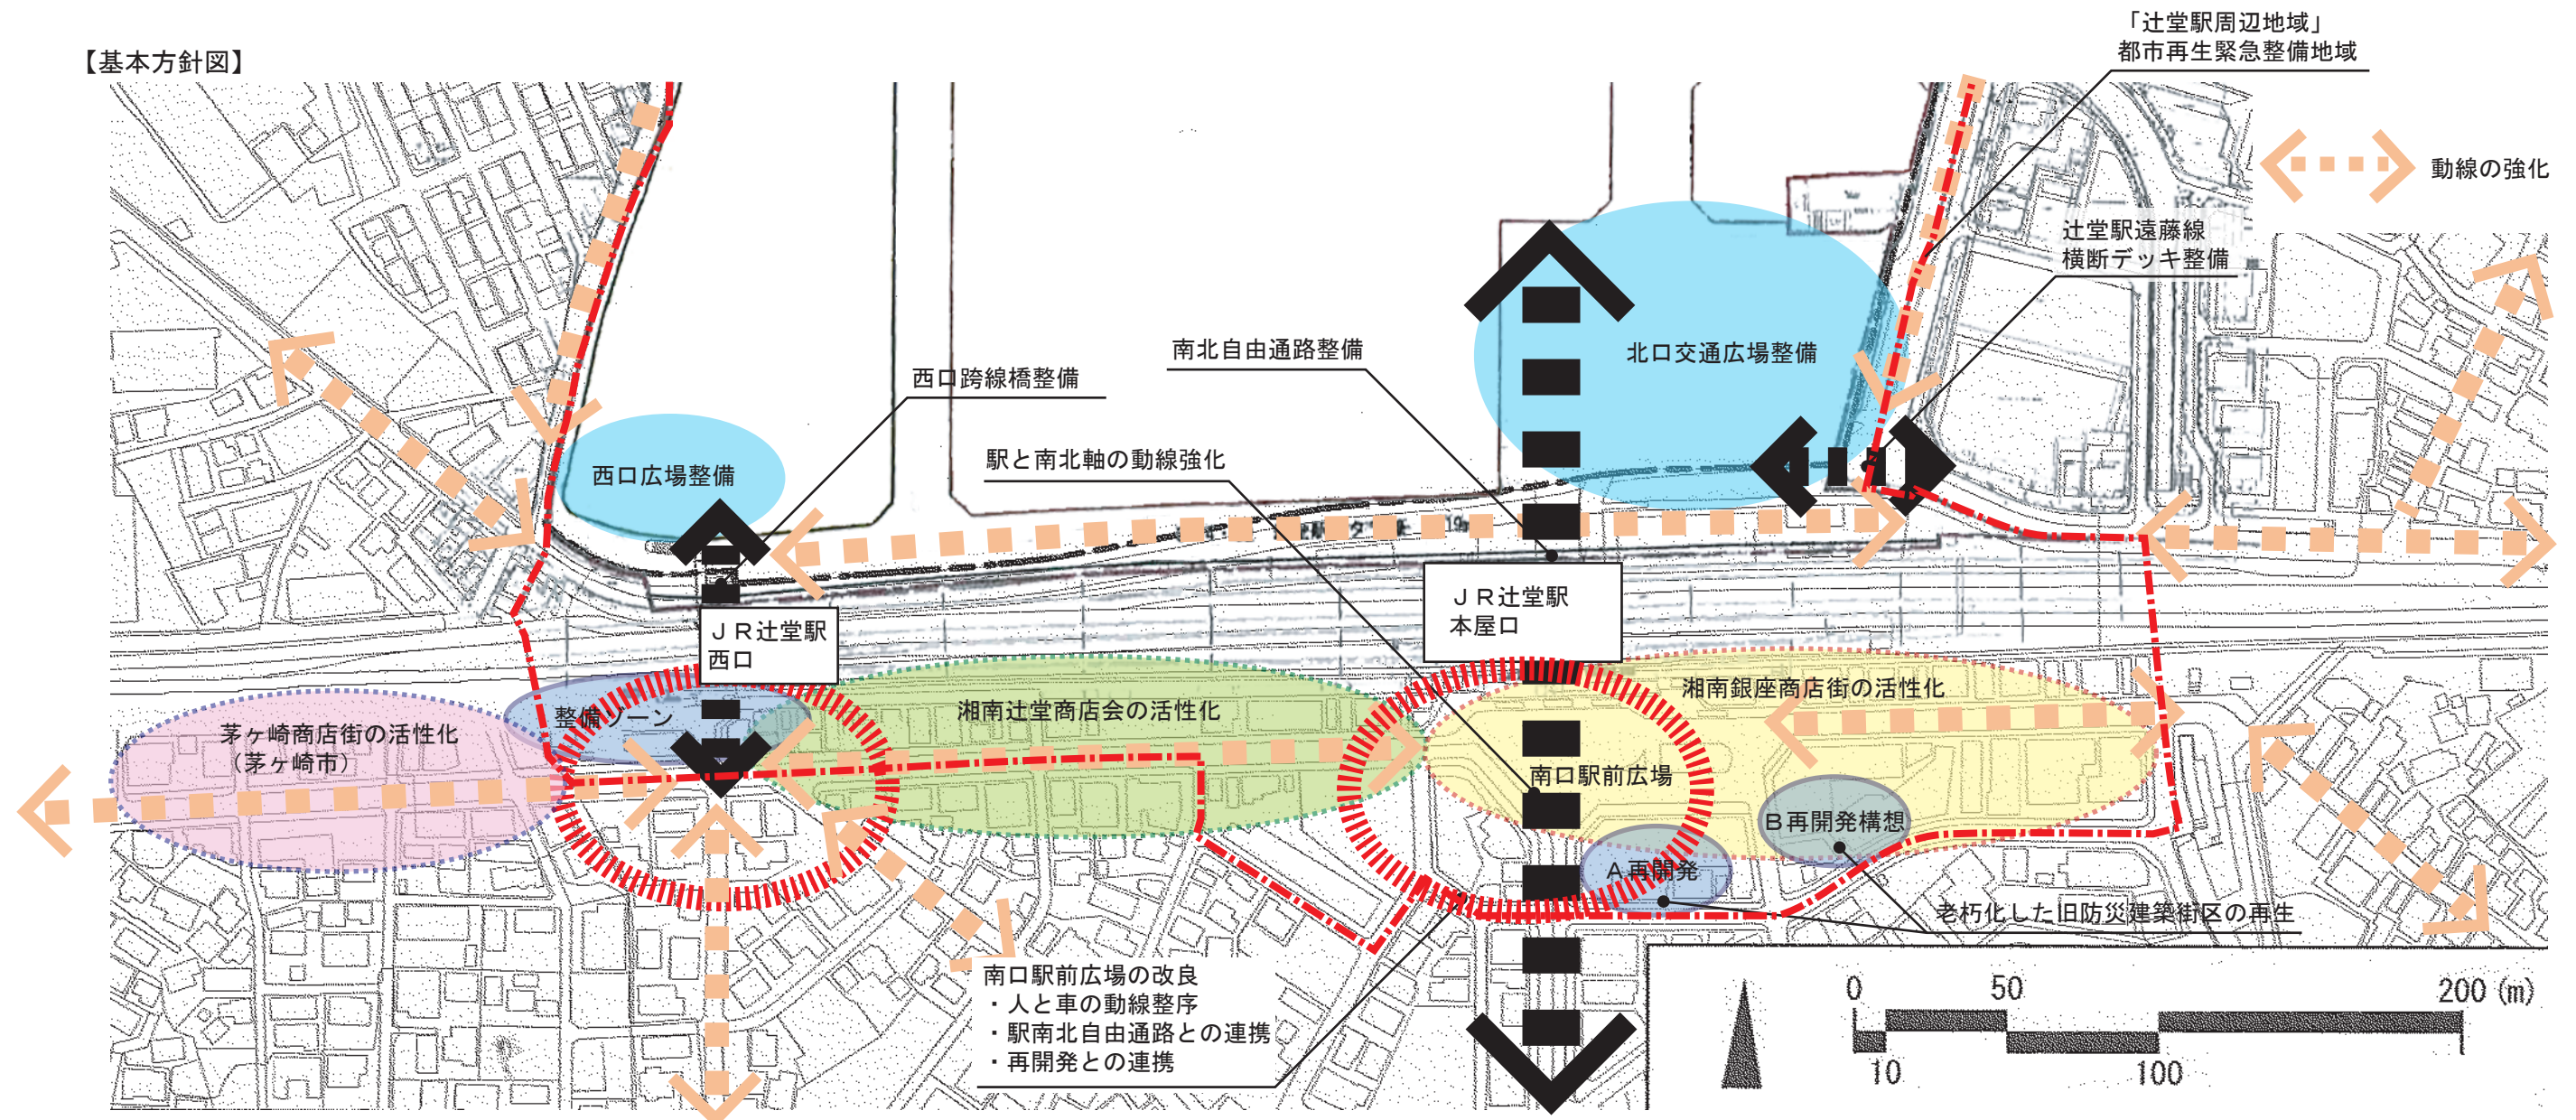 【基本方針図】
「辻堂駅周辺地域」
都市再生緊急整備地域
動線の強化
辻堂駅遠藤線
横断デッキ整備
南北自由通路整備
北口交通広場整備
西口跨線橋整備
駅と南北軸の動線強化
西口広場整備
ＪＲ辻堂駅
本屋口
ＪＲ辻堂駅
西口
湘南銀座商店街の活性化
整備ゾーン
湘南辻堂商店会の活性化
茅ヶ崎商店街の活性化
（茅ヶ崎市）
南口駅前広場
Ｂ再開発構想
Ａ再開発
老朽化した旧防災建築街区の再生
南口駅前広場の改良
・人と車の動線整序
・駅南北自由通路との連携
・再開発との連携
0 50 200 (m)
10 100